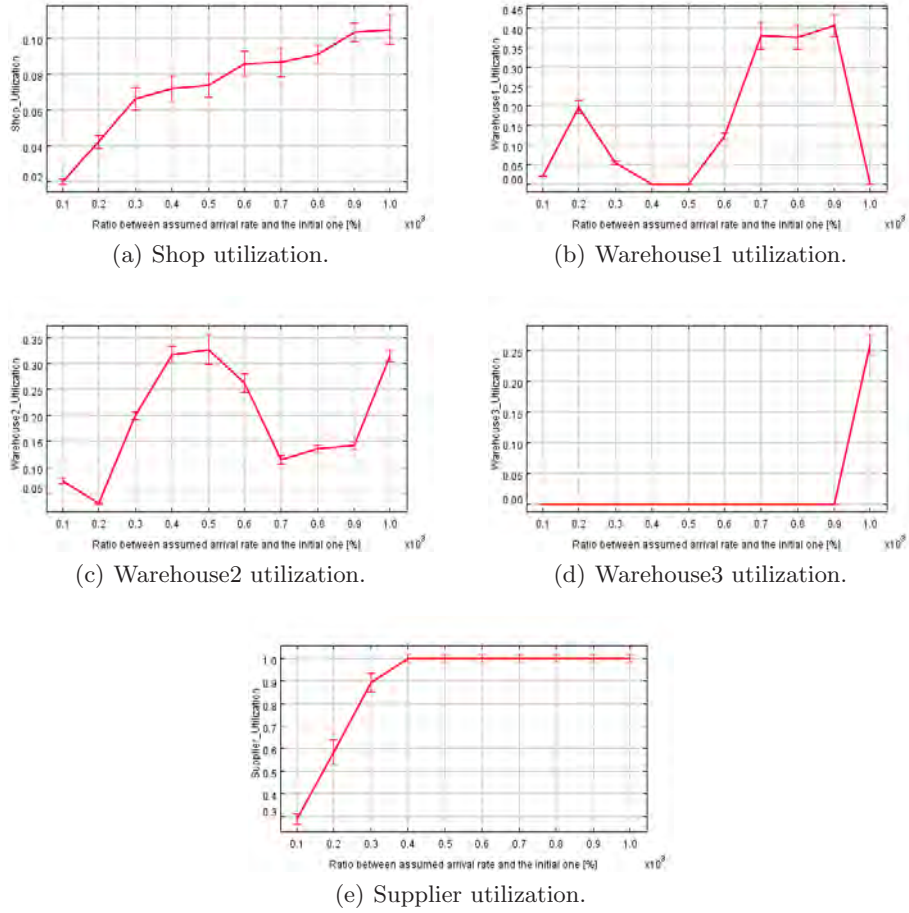 Shop_Utilization
0.10
0.08
0.06
0.04
0.02
0.1 0.2 0.3 0.4 0.5 0.6 0.7 0.8 0.9 1.0
Ratio between assumed arrival rate and the initial one [%]
x10³
(a) Shop utilization.
Warehouse1_Utilization
0.45
0.40
0.35
0.30
0.25
0.20
0.15
0.10
0.05
0.00
0.1 0.2 0.3 0.4 0.5 0.6 0.7 0.8 0.9 1.0
Ratio between assumed arrival rate and the initial one [%]
x10³
(b) Warehouse1 utilization.
Warehouse2_Utilization
0.35
0.30
0.25
0.20
0.15
0.10
0.05
0.1 0.2 0.3 0.4 0.5 0.6 0.7 0.8 0.9 1.0
Ratio between assumed arrival rate and the initial one [%]
x10³
(c) Warehouse2 utilization.
Warehouse3_Utilization
0.25
0.20
0.15
0.10
0.05
0.00
0.1 0.2 0.3 0.4 0.5 0.6 0.7 0.8 0.9 1.0
Ratio between assumed arrival rate and the initial one [%]
x10³
(d) Warehouse3 utilization.
Supplier_Utilization
1.0
0.9
0.8
0.7
0.6
0.5
0.4
0.3
0.1 0.2 0.3 0.4 0.5 0.6 0.7 0.8 0.9 1.0
Ratio between assumed arrival rate and the initial one [%]
x10³
(e) Supplier utilization.